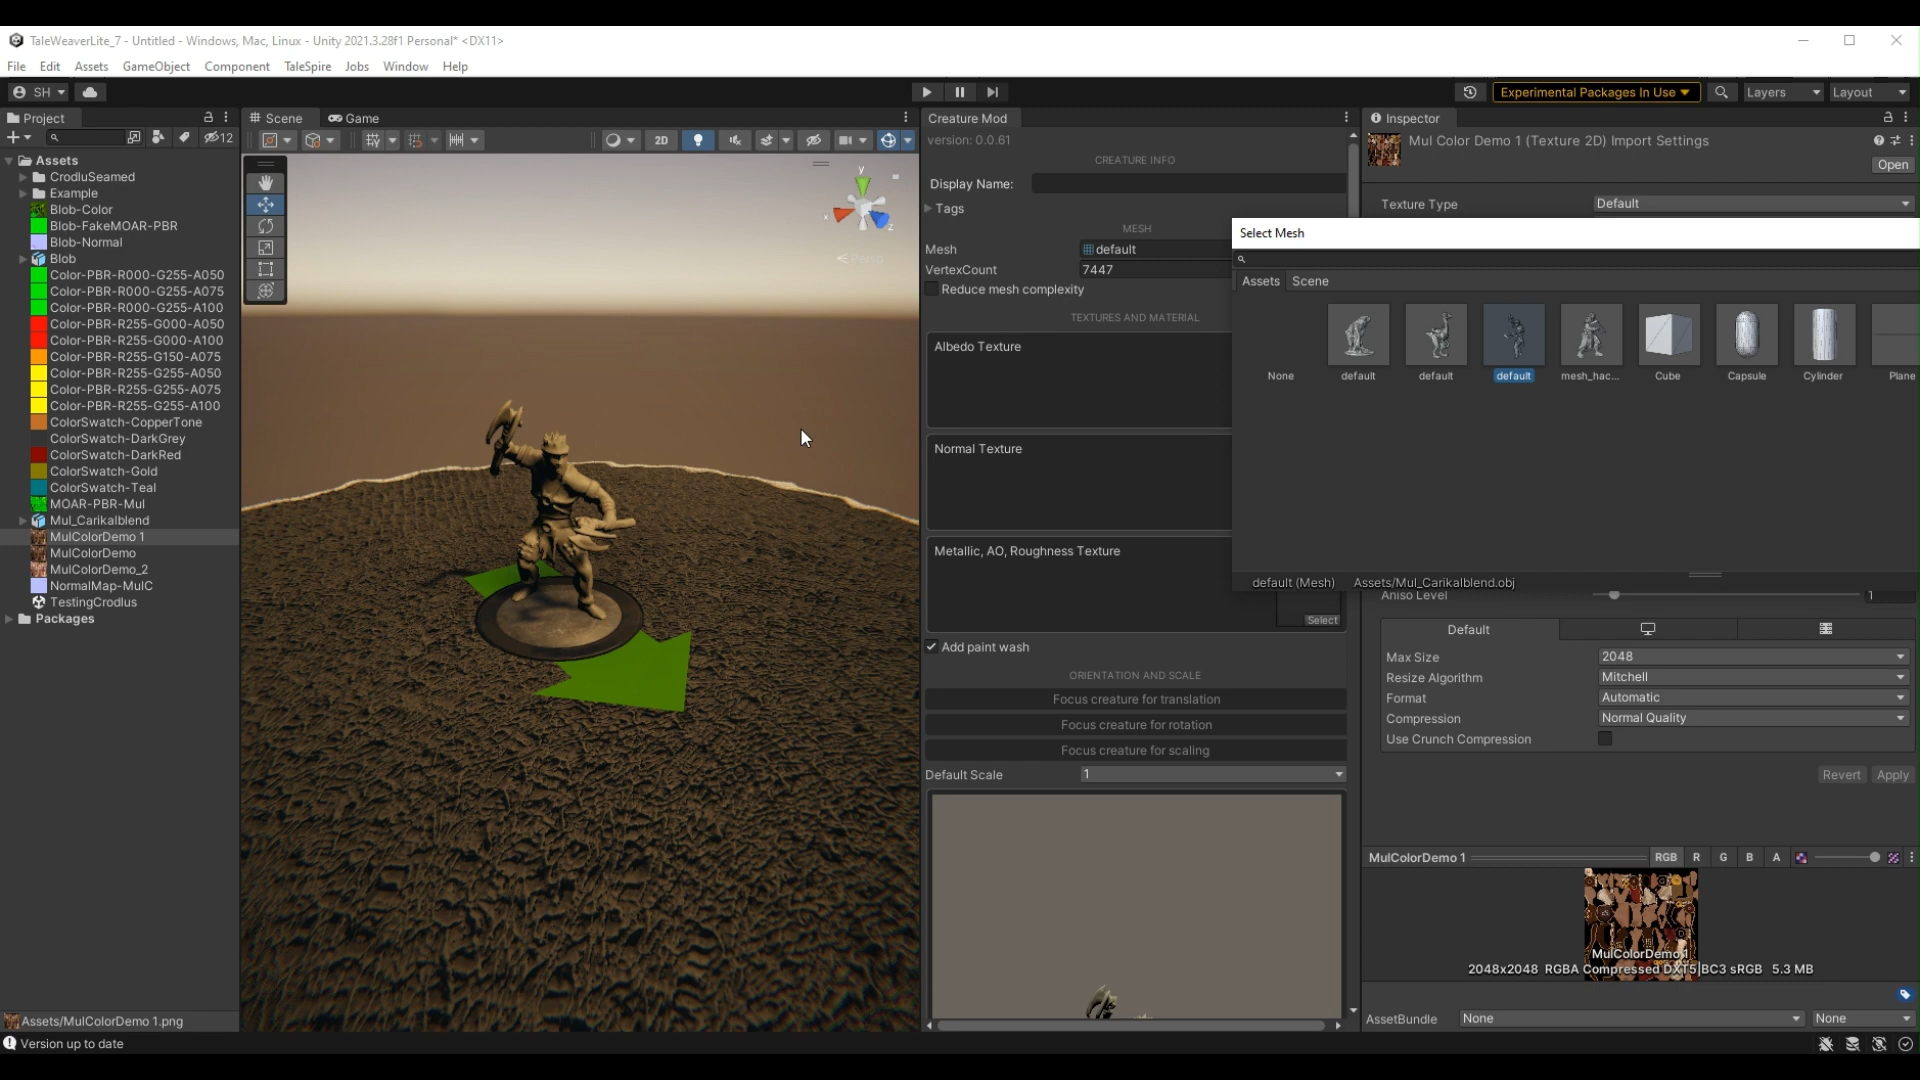 TaleWeaverLite_7 - Untitled - Windows, Mac, Linux - Unity 2021.3.28f1 Personal* <DX11>
File Edit Assets GameObject Component TaleSpire Jobs Window Help
SH
Experimental Packages In Use
Layers
Layout
Project
12
Assets
CrodluSeamed
Example
Blob-Color
Blob-FakeMOAR-PBR
Blob-Normal
Blob
Color-PBR-R000-G255-A050
Color-PBR-R000-G255-A075
Color-PBR-R000-G255-A100
Color-PBR-R255-G000-A050
Color-PBR-R255-G000-A100
Color-PBR-R255-G150-A075
Color-PBR-R255-G255-A050
Color-PBR-R255-G255-A075
Color-PBR-R255-G255-A100
ColorSwatch-CopperTone
ColorSwatch-DarkGrey
ColorSwatch-DarkRed
ColorSwatch-Gold
ColorSwatch-Teal
MOAR-PBR-Mul
Mul_Carikalblend
MulColorDemo 1
MulColorDemo
MulColorDemo_2
NormalMap-MulC
TestingCrodlus
Packages
Assets/MulColorDemo 1.png
Version up to date
Scene
Game
2D
y
x
z
Persp
Creature Mod
version: 0.0.61
CREATURE INFO
Display Name:
Tags
MESH
Mesh
default
VertexCount
7447
Reduce mesh complexity
TEXTURES AND MATERIAL
Albedo Texture
Normal Texture
Metallic, AO, Roughness Texture
Select
Add paint wash
ORIENTATION AND SCALE
Focus creature for translation
Focus creature for rotation
Focus creature for scaling
Default Scale
1
Inspector
Mul Color Demo 1 (Texture 2D) Import Settings
Open
Texture Type
Default
Select Mesh
Assets
Scene
None
default
default
default
mesh_hac...
Cube
Capsule
Cylinder
Plane
default (Mesh) Assets/Mul_Carikalblend.obj
Aniso Level
1
Default
Max Size
2048
Resize Algorithm
Mitchell
Format
Automatic
Compression
Normal Quality
Use Crunch Compression
Revert
Apply
MulColorDemo 1
RGB R G B A
MulColorDemo 1
2048x2048 RGBA Compressed DXT5|BC3 sRGB 5.3 MB
AssetBundle
None
None